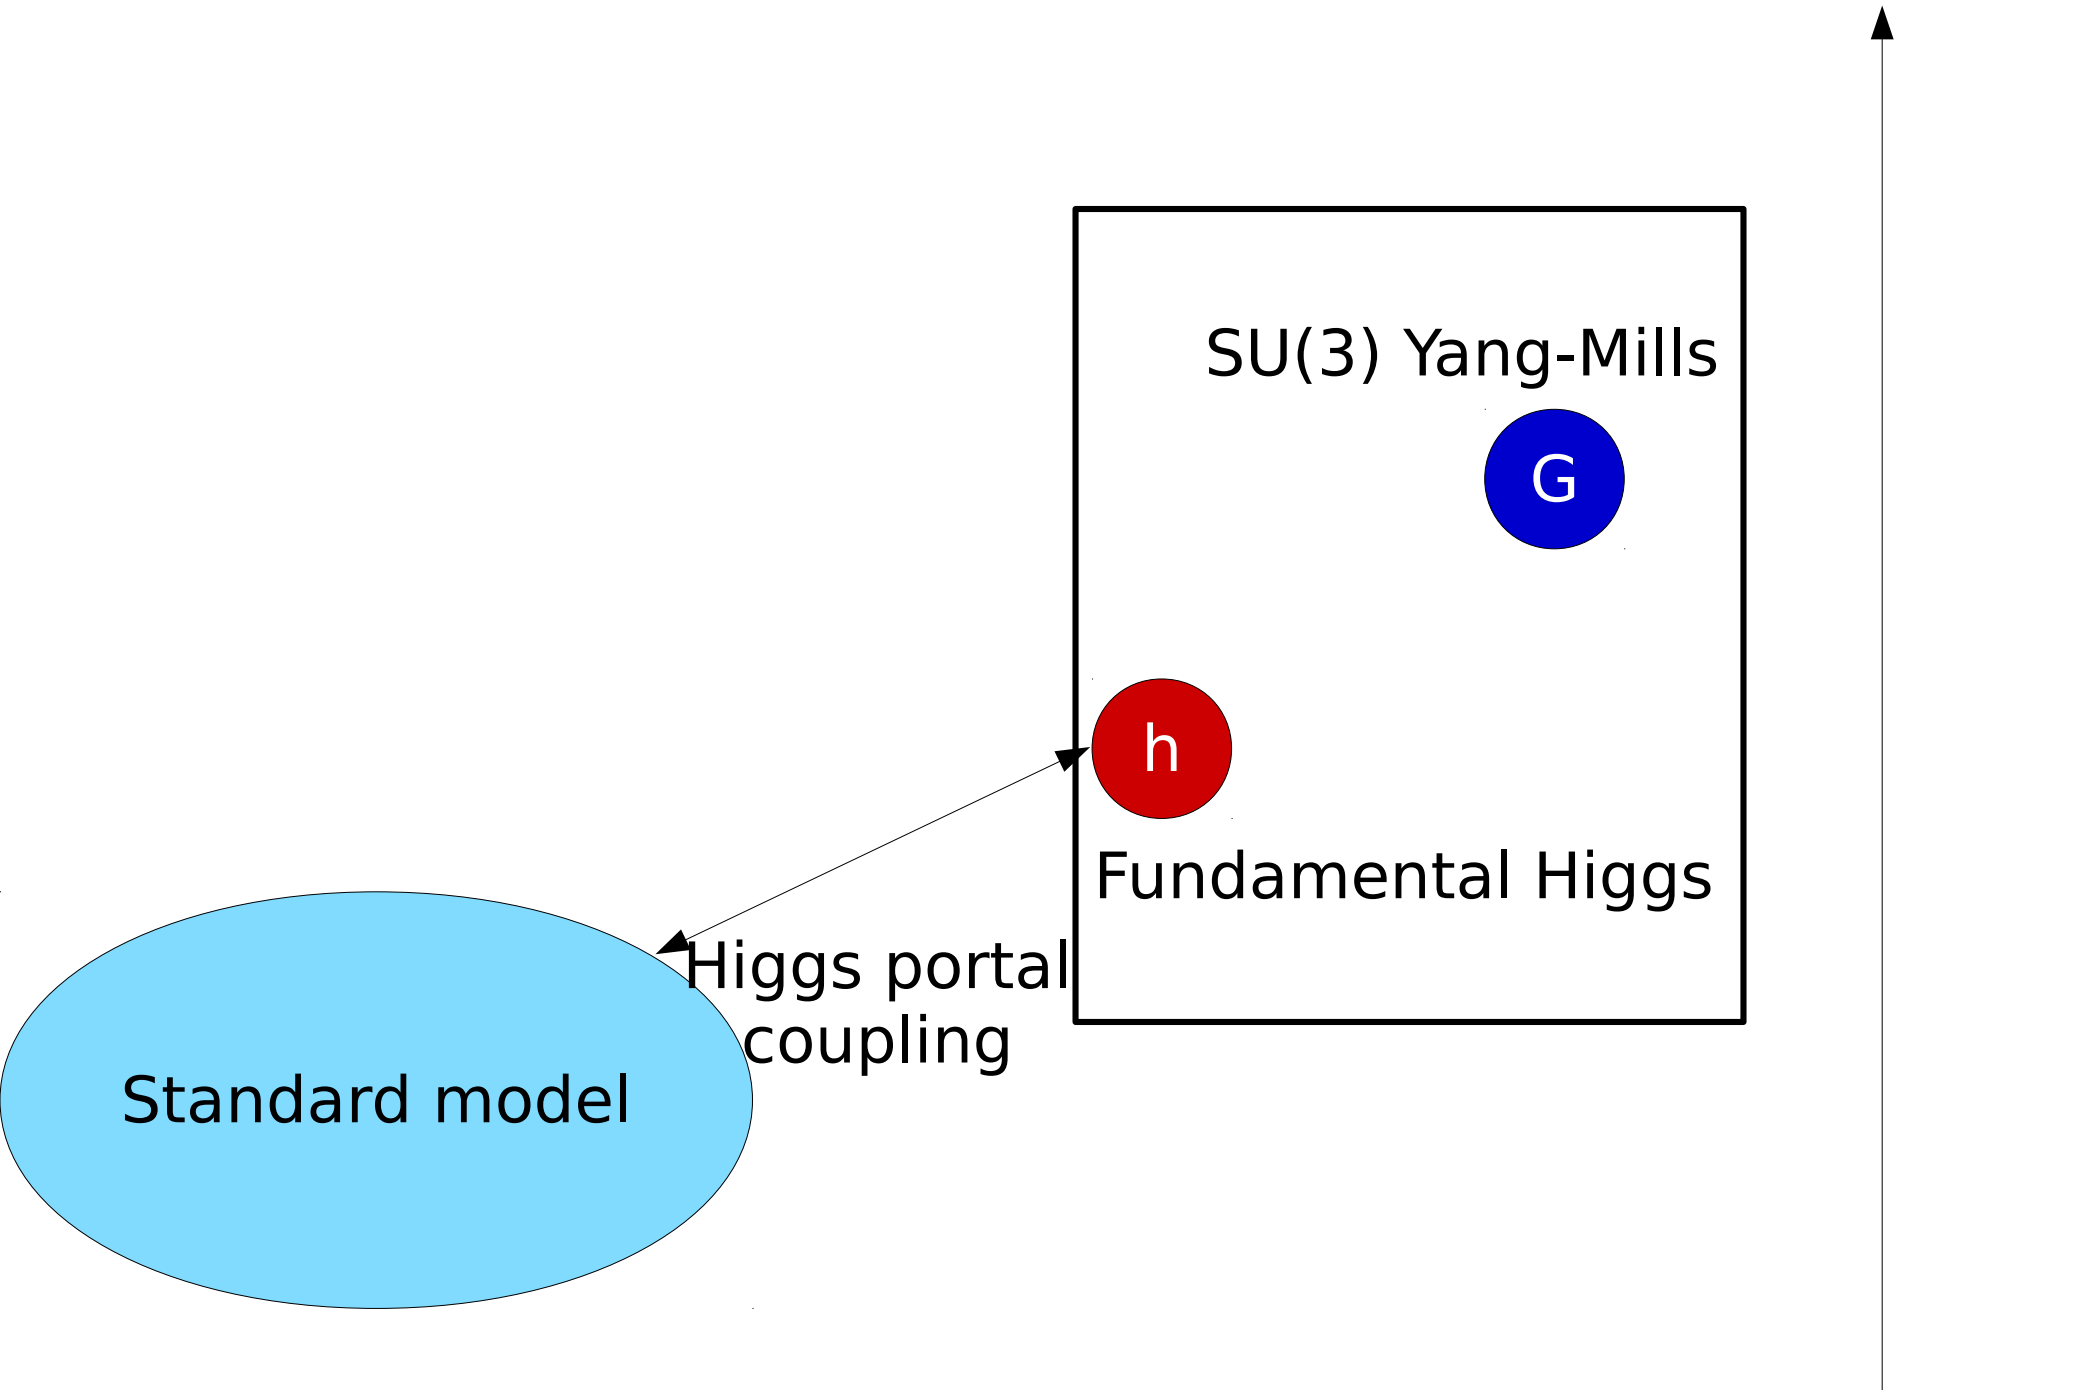 SU(3) Yang-Mills
G
h
Fundamental Higgs
Higgs portal
coupling
Standard model